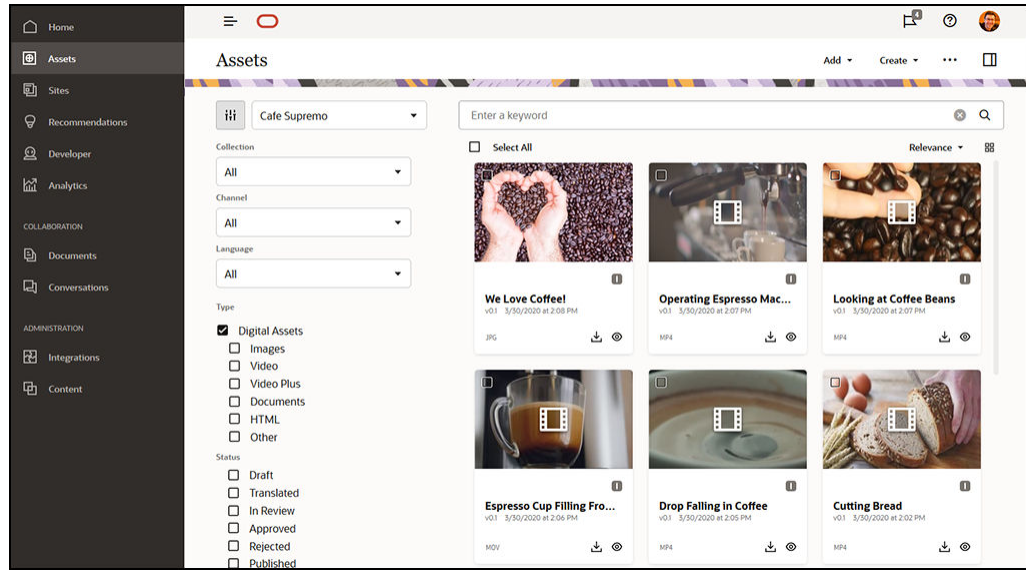 Home
Assets
Sites
Recommendations
Developer
Analytics
COLLABORATION
Documents
Conversations
ADMINISTRATION
Integrations
Content
4
Assets
Add
Create
Cafe Supremo
Enter a keyword
Collection
All
Channel
All
Language
All
Type
Digital Assets
Images
Video
Video Plus
Documents
HTML
Other
Status
Draft
Translated
In Review
Approved
Rejected
Published
Select All
Relevance
We Love Coffee!
v0.1 3/30/2020 at 2:08 PM
JPG
Operating Espresso Mac...
v0.1 3/30/2020 at 2:07 PM
MP4
Looking at Coffee Beans
v0.1 3/30/2020 at 2:07 PM
MP4
Espresso Cup Filling Fro...
v0.1 3/30/2020 at 2:06 PM
MOV
Drop Falling in Coffee
v0.1 3/30/2020 at 2:05 PM
MP4
Cutting Bread
v0.1 3/30/2020 at 2:02 PM
MP4